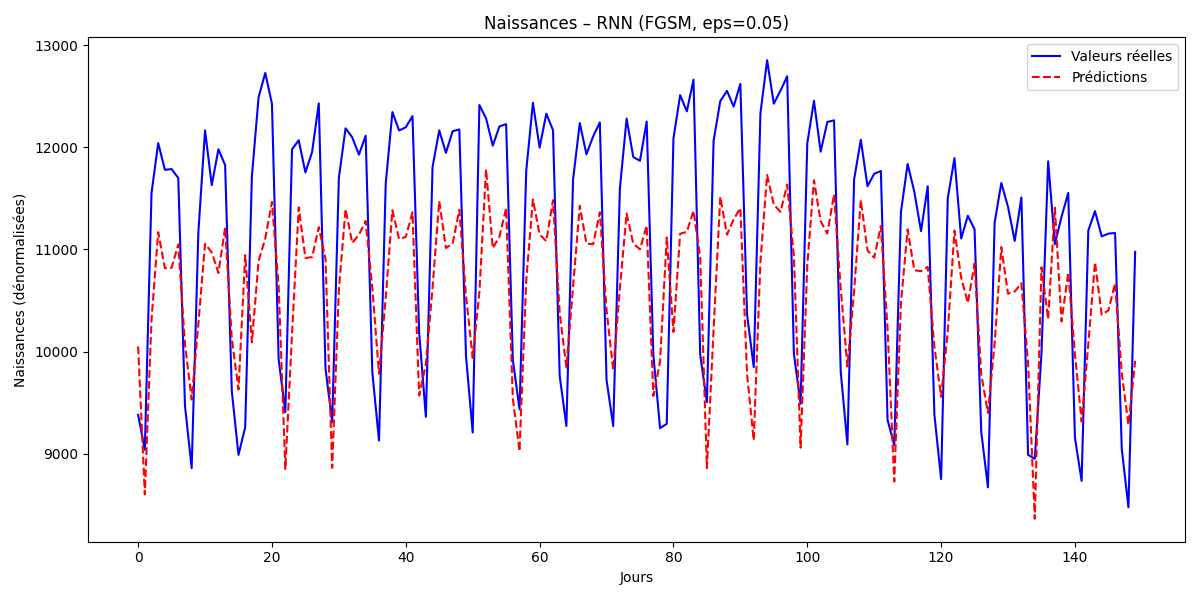 Naissances – RNN (FGSM, eps=0.05)
13000
12000
11000
10000
9000
Naissances (dénormalisées)
Valeurs réelles
Prédictions
0 20 40 60 80 100 120 140
Jours